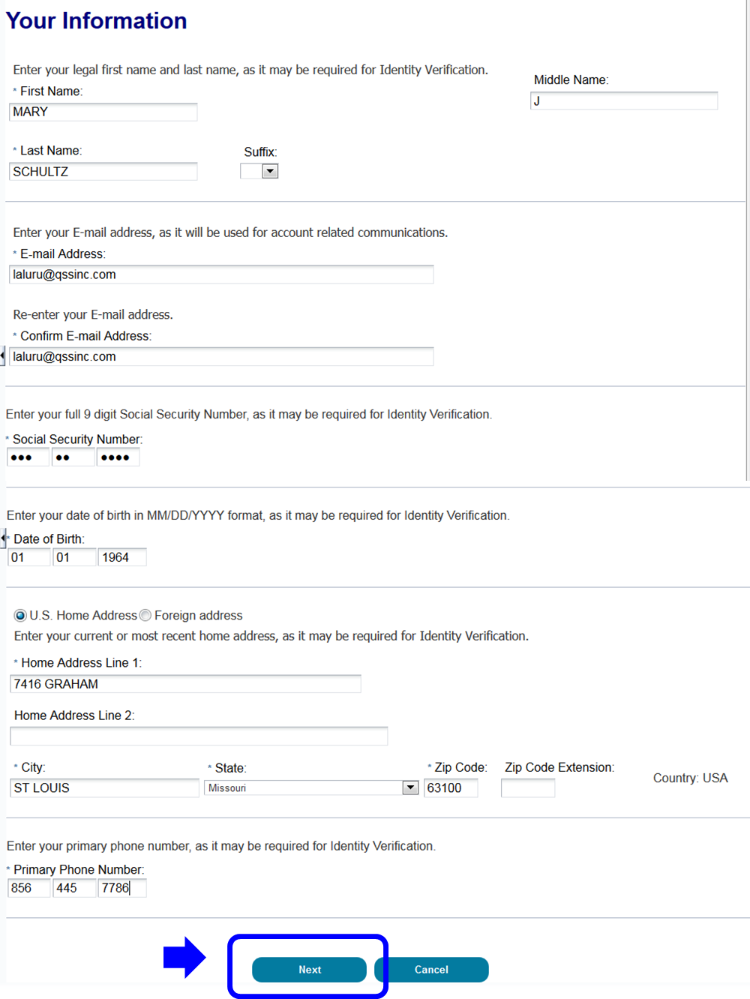 Your Information
Enter your legal first name and last name, as it may be required for Identity Verification.
* First Name:
Middle Name:
MARY
J
* Last Name:
Suffix:
SCHULTZ
Enter your E-mail address, as it will be used for account related communications.
* E-mail Address:
laluru@qssinc.com
Re-enter your E-mail address.
* Confirm E-mail Address:
laluru@qssinc.com
Enter your full 9 digit Social Security Number, as it may be required for Identity Verification.
* Social Security Number:
••• •• ••••
Enter your date of birth in MM/DD/YYYY format, as it may be required for Identity Verification.
* Date of Birth:
01 01 1964
U.S. Home Address Foreign address
Enter your current or most recent home address, as it may be required for Identity Verification.
* Home Address Line 1:
7416 GRAHAM
Home Address Line 2:
* City: * State: * Zip Code: Zip Code Extension:
ST LOUIS Missouri 63100 Country: USA
Enter your primary phone number, as it may be required for Identity Verification.
* Primary Phone Number:
856 445 7786
Next Cancel